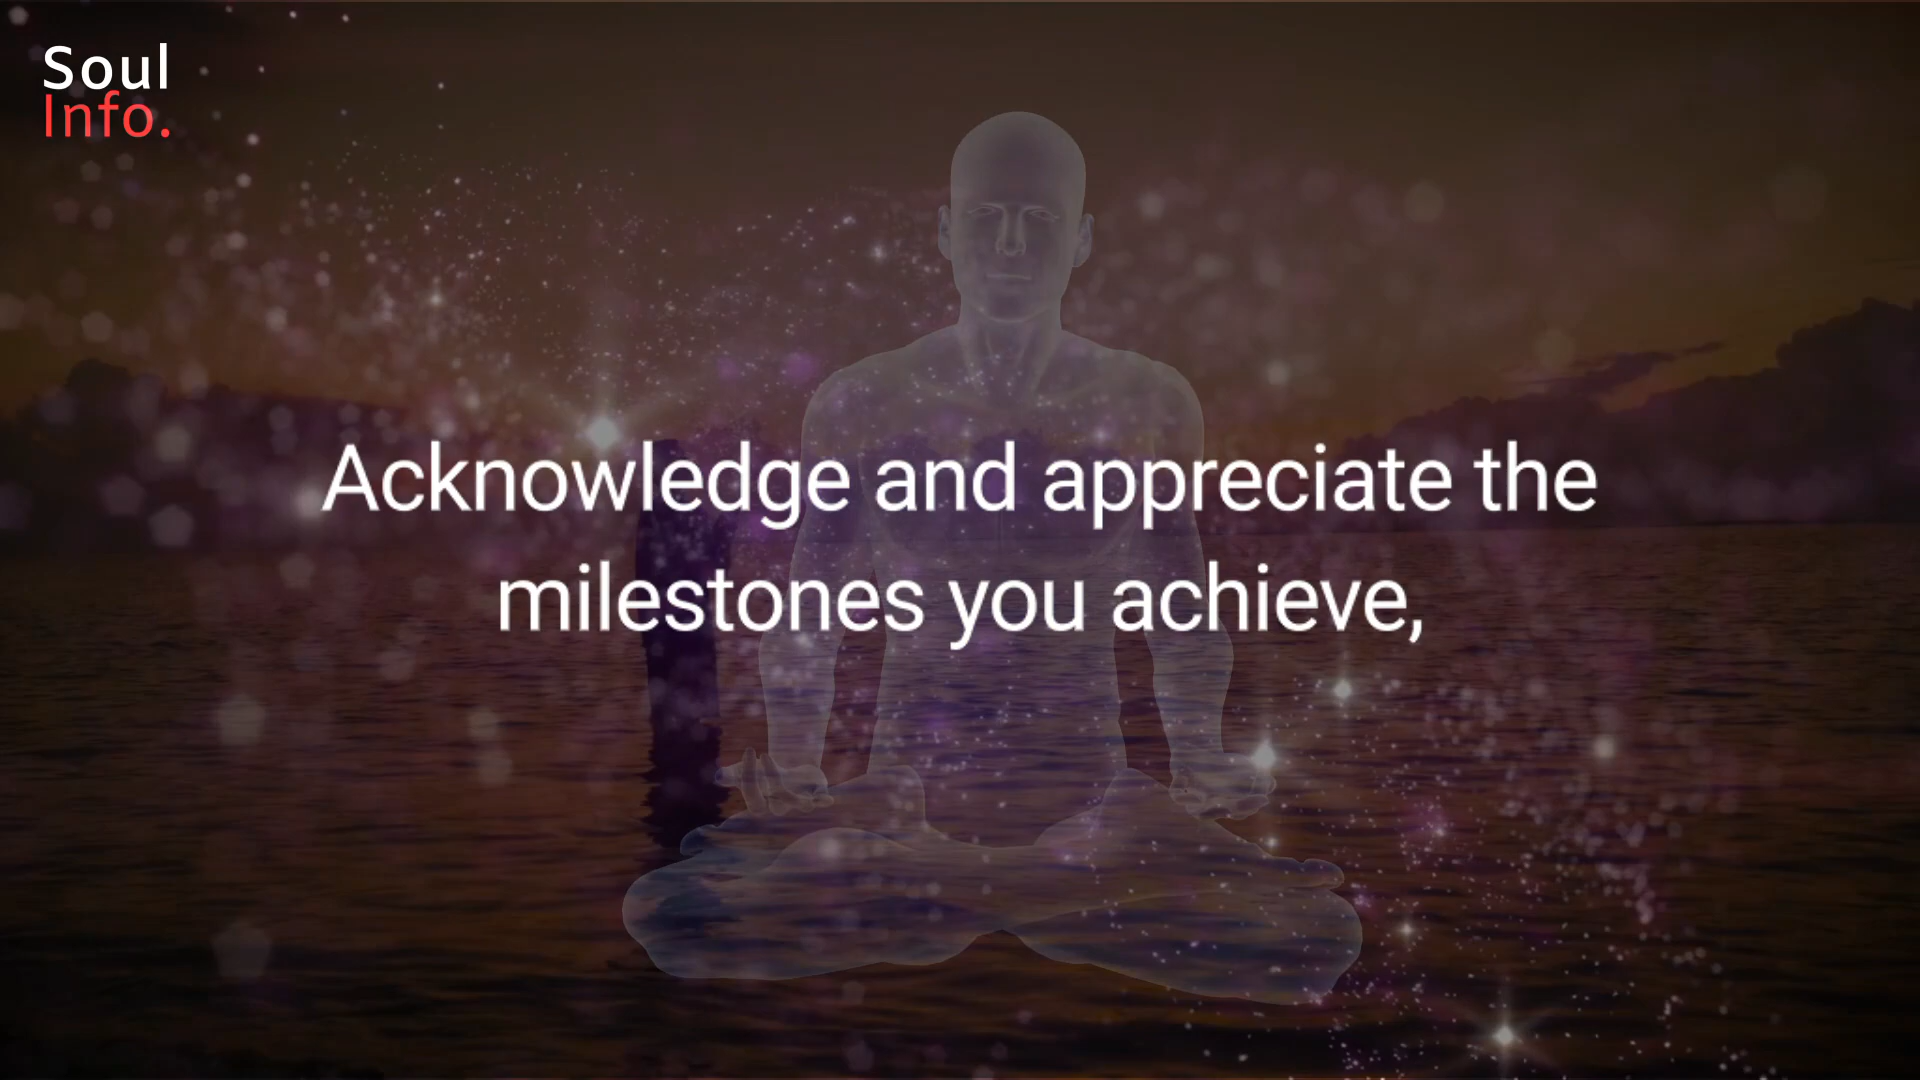 Soul
Info.
Acknowledge and appreciate the
milestones you achieve,